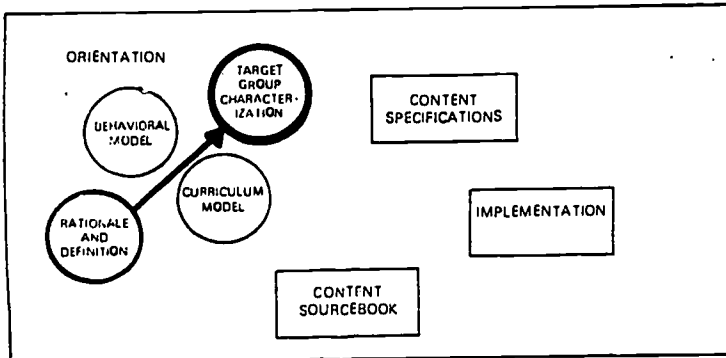 ORIENTATION
TARGET
GROUP
CHARACTER-
IZATION
BEHAVIORAL
MODEL
CONTENT
SPECIFICATIONS
CURRICULUM
MODEL
RATIONALE
AND
DEFINITION
IMPLEMENTATION
CONTENT
SOURCEBOOK